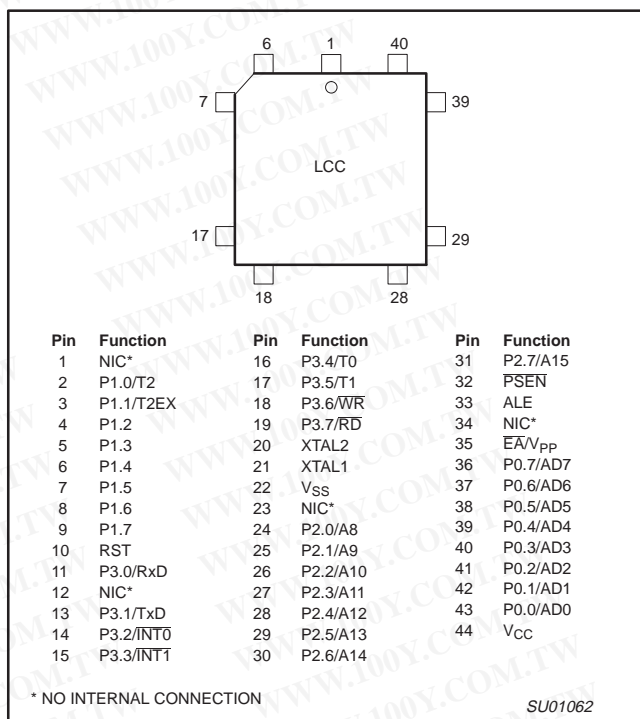 6 1 40
7 39
LCC
17 29
18 28
Pin Function Pin Function Pin Function
1 NIC* 16 P3.4/T0 31 P2.7/A15
2 P1.0/T2 17 P3.5/T1 32 PSEN
3 P1.1/T2EX 18 P3.6/WR 33 ALE
4 P1.2 19 P3.7/RD 34 NIC*
5 P1.3 20 XTAL2 35 EA/VPP
6 P1.4 21 XTAL1 36 P0.7/AD7
7 P1.5 22 VSS 37 P0.6/AD6
8 P1.6 23 NIC* 38 P0.5/AD5
9 P1.7 24 P2.0/A8 39 P0.4/AD4
10 RST 25 P2.1/A9 40 P0.3/AD3
11 P3.0/RxD 26 P2.2/A10 41 P0.2/AD2
12 NIC* 27 P2.3/A11 42 P0.1/AD1
13 P3.1/TxD 28 P2.4/A12 43 P0.0/AD0
14 P3.2/INT0 29 P2.5/A13 44 VCC
15 P3.3/INT1 30 P2.6/A14
* NO INTERNAL CONNECTION
SU01062
WWW.100Y.COM.TW